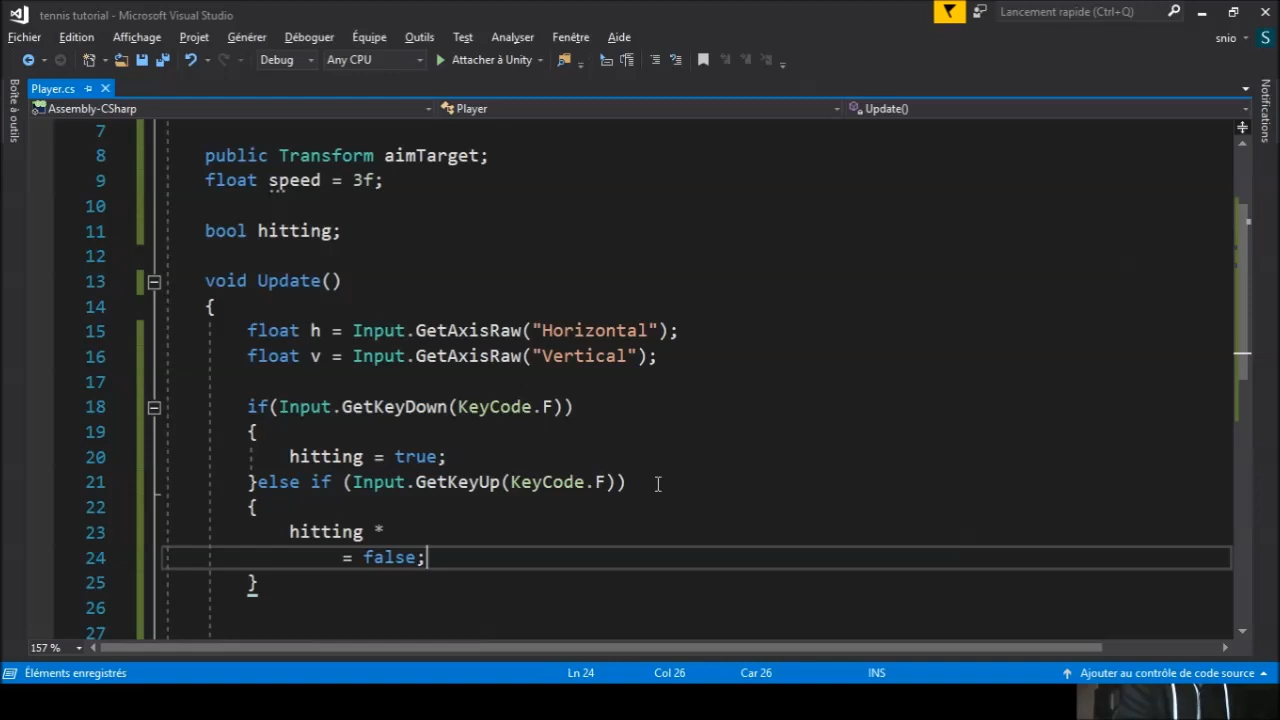 tennis tutorial - Microsoft Visual Studio
Lancement rapide (Ctrl+Q)
Fichier Edition Affichage Projet Générer Déboguer Équipe Outils Test Analyser Fenêtre Aide
snio S
Debug Any CPU Attacher à Unity
Player.cs
Boîte à outils
Notifications
Assembly-CSharp Player Update()
7
8 public Transform aimTarget;
9 float speed = 3f;
10
11 bool hitting;
12
13 void Update()
14 {
15 float h = Input.GetAxisRaw("Horizontal");
16 float v = Input.GetAxisRaw("Vertical");
17
18 if(Input.GetKeyDown(KeyCode.F))
19 {
20 hitting = true;
21 }else if (Input.GetKeyUp(KeyCode.F))
22 {
23 hitting *
24 = false;
25 }
26
27
157 %
Éléments enregistrés Ln 24 Col 26 Car 26 INS Ajouter au contrôle de code source